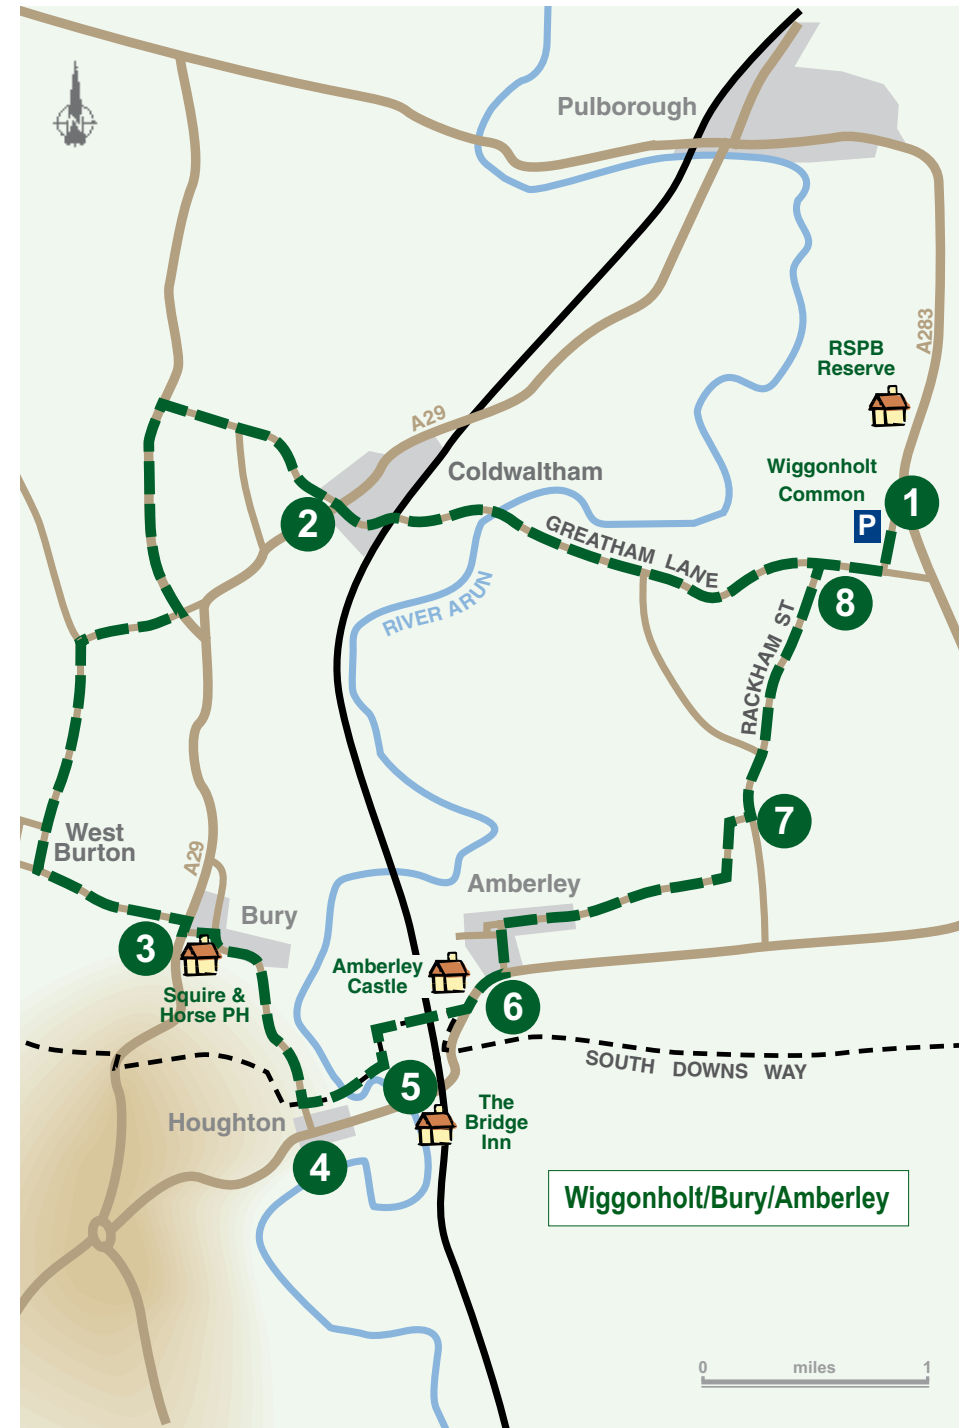 N
Pulborough
A283
RSPB
Reserve
A29
Wiggonholt
Common
Coldwaltham
P
1
2
GREATHAM LANE
RIVER ARUN
8
RACKHAM ST
7
West
Burton
A29
Amberley
Bury
3
Amberley
Castle
Squire &
Horse PH
6
SOUTH DOWNS WAY
5
The
Bridge
Inn
Houghton
4
Wiggonholt/Bury/Amberley
0 miles 1